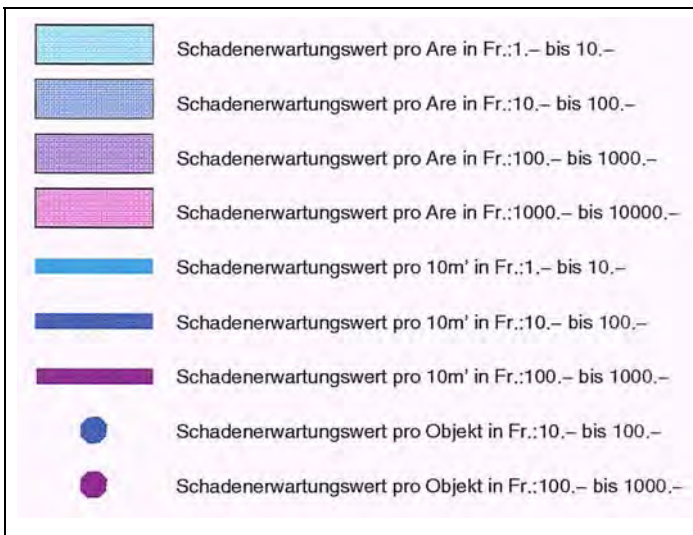 Schadenerwartungswert pro Are in Fr.:1.– bis 10.–
Schadenerwartungswert pro Are in Fr.:10.– bis 100.–
Schadenerwartungswert pro Are in Fr.:100.– bis 1000.–
Schadenerwartungswert pro Are in Fr.:1000.– bis 10000.–
Schadenerwartungswert pro 10m' in Fr.:1.– bis 10.–
Schadenerwartungswert pro 10m' in Fr.:10.– bis 100.–
Schadenerwartungswert pro 10m' in Fr.:100.– bis 1000.–
Schadenerwartungswert pro Objekt in Fr.:10.– bis 100.–
Schadenerwartungswert pro Objekt in Fr.:100.– bis 1000.–